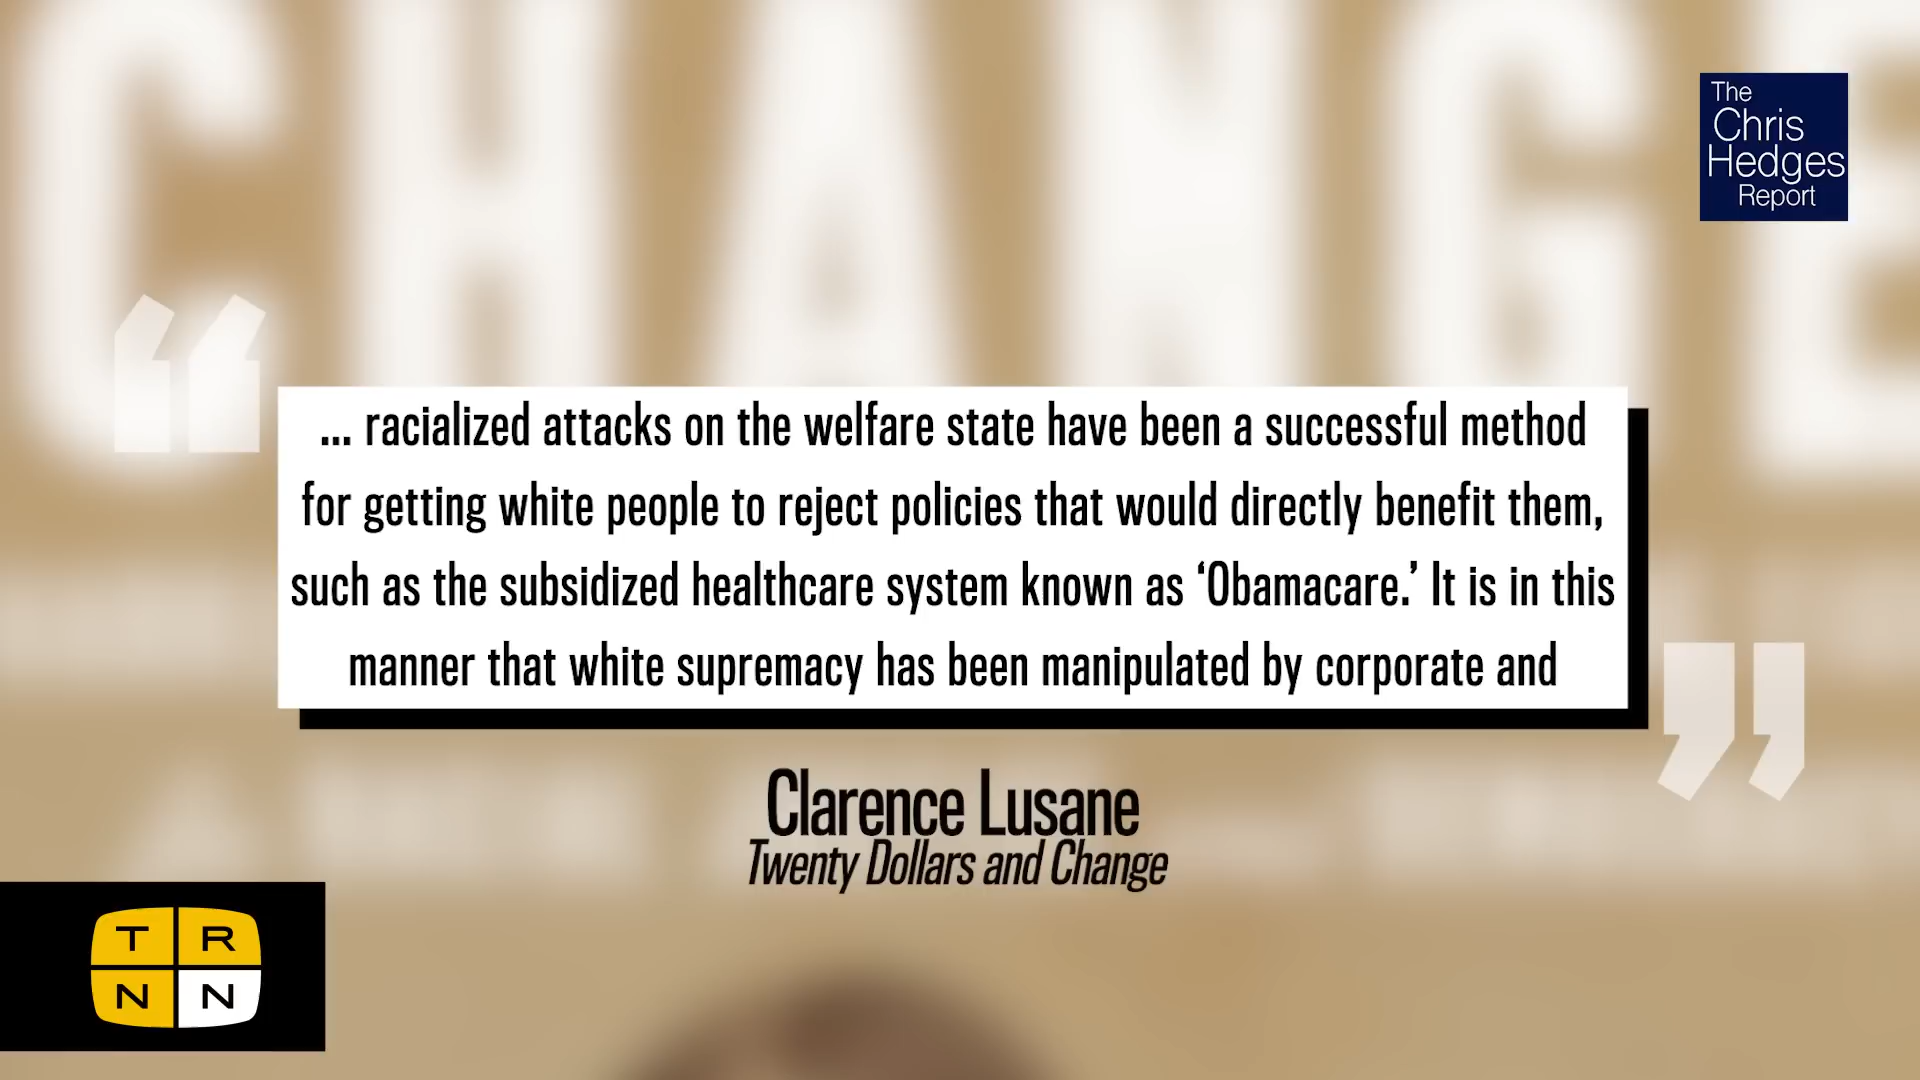 CHANGE
The
Chris
Hedges
Report
“
... racialized attacks on the welfare state have been a successful method
for getting white people to reject policies that would directly benefit them,
such as the subsidized healthcare system known as ‘Obamacare.’ It is in this
manner that white supremacy has been manipulated by corporate and
”
Clarence Lusane
Twenty Dollars and Change
T R
N N